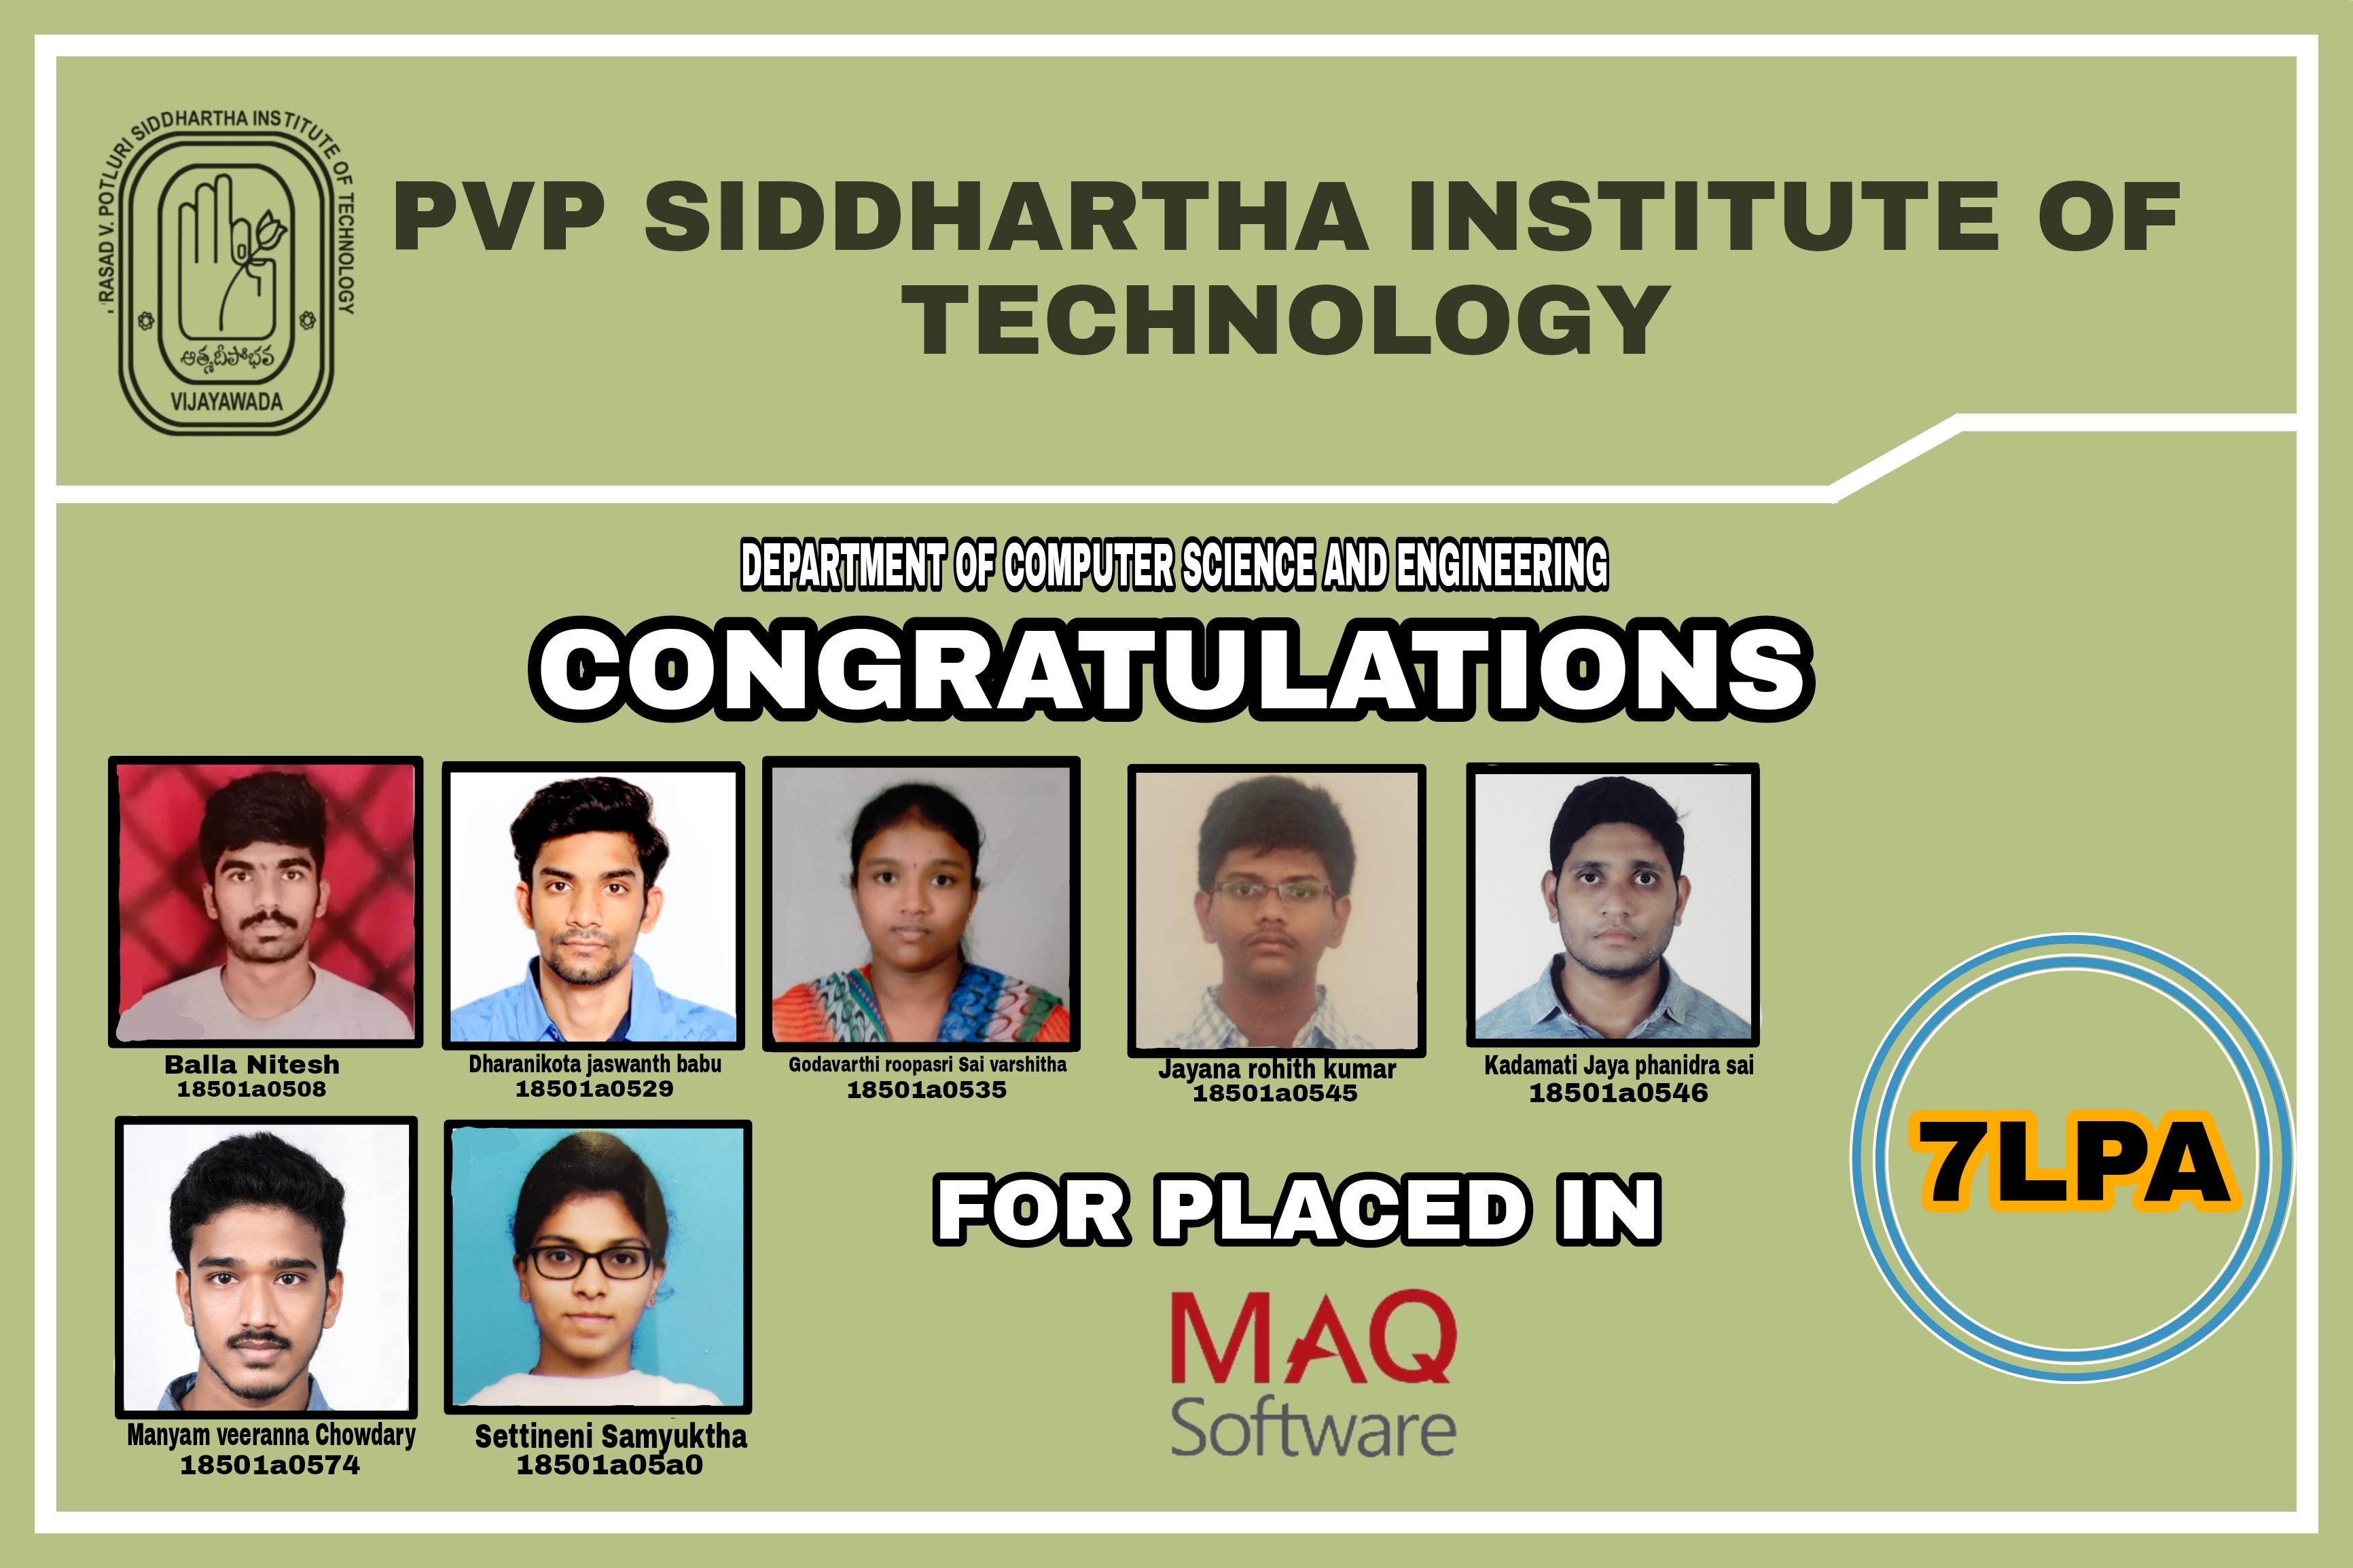 PRASAD V. POTLURI SIDDHARTHA INSTITUTE OF TECHNOLOGY
ఆత్మదీపోభవ
VIJAYAWADA
PVP SIDDHARTHA INSTITUTE OF
TECHNOLOGY
DEPARTMENT OF COMPUTER SCIENCE AND ENGINEERING
CONGRATULATIONS
Balla Nitesh
18501a0508
Dharanikota jaswanth babu
18501a0529
Godavarthi roopasri Sai varshitha
18501a0535
Jayana rohith kumar
18501a0545
Kadamati Jaya phanidra sai
18501a0546
Manyam veeranna Chowdary
18501a0574
Settineni Samyuktha
18501a05a0
FOR PLACED IN
MAQ
Software
7LPA